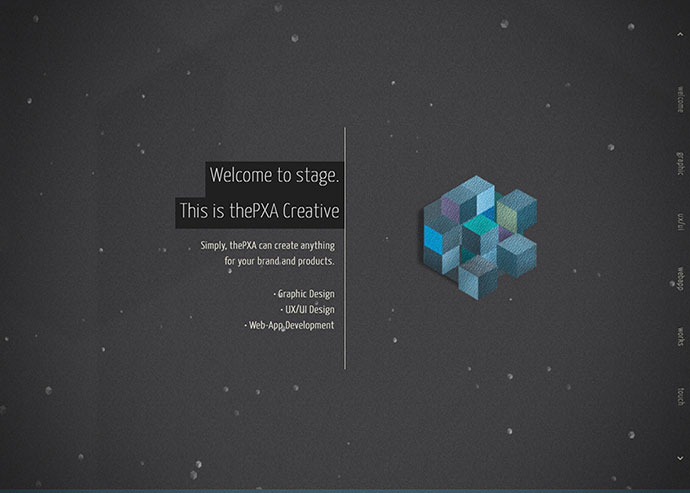 Welcome to stage.
This is thePXA Creative
Simply, thePXA can create anything
for your brand and products.
· Graphic Design
· UX/UI Design
· Web-App Development
welcome
graphic
ux/ui
webapp
works
touch